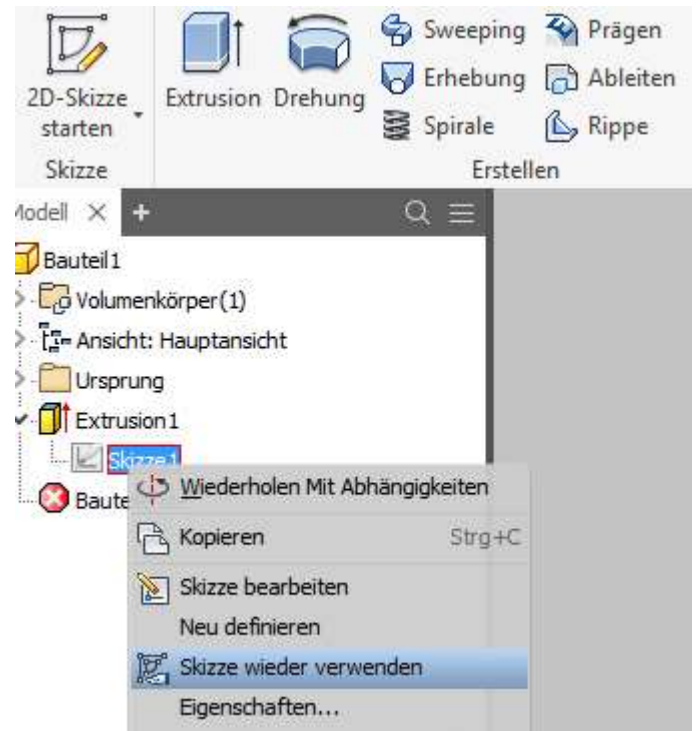 2D-Skizze starten
Extrusion
Drehung
Sweeping
Erhebung
Spirale
Prägen
Ableiten
Rippe
Skizze
Erstellen
Modell
Bauteil1
Volumenkörper(1)
Ansicht: Hauptansicht
Ursprung
Extrusion1
Skizze1
Baute
Wiederholen Mit Abhängigkeiten
Kopieren Strg+C
Skizze bearbeiten
Neu definieren
Skizze wieder verwenden
Eigenschaften...